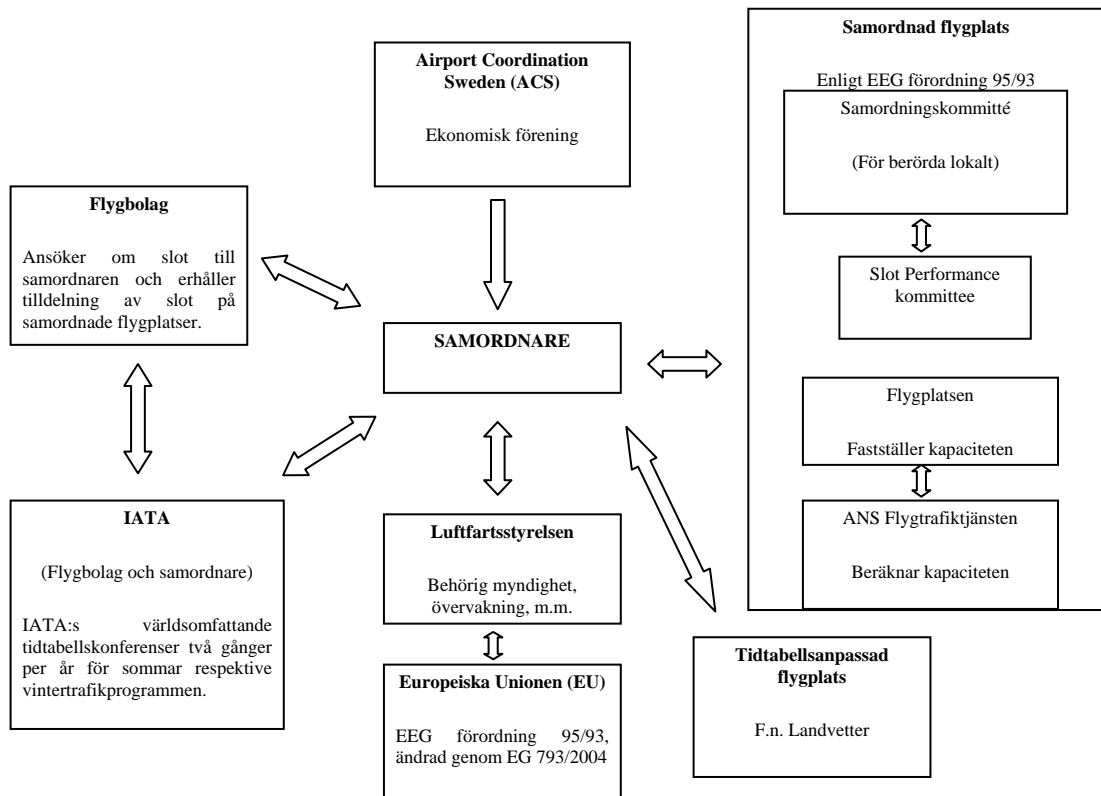 Airport Coordination
Sweden (ACS)
Ekonomisk förening
Samordnad flygplats
Enligt EEG förordning 95/93
Samordningskommitté
(För berörda lokalt)
Slot Performance
kommittee
Flygplatsen
Fastställer kapaciteten
ANS Flygtrafiktjänsten
Beräknar kapaciteten
Flygbolag
Ansöker om slot till
samordnaren och erhåller
tilldelning av slot på
samordnade flygplatser.
SAMORDNARE
IATA
(Flygbolag och samordnare)
IATA:s världsomfattande
tidtabellskonferenser två gånger
per år för sommar respektive
vintertrafikprogrammen.
Luftfartsstyrelsen
Behörig myndighet,
övervakning, m.m.
Europeiska Unionen (EU)
EEG förordning 95/93,
ändrad genom EG 793/2004
Tidtabellsanpassad
flygplats
F.n. Landvetter